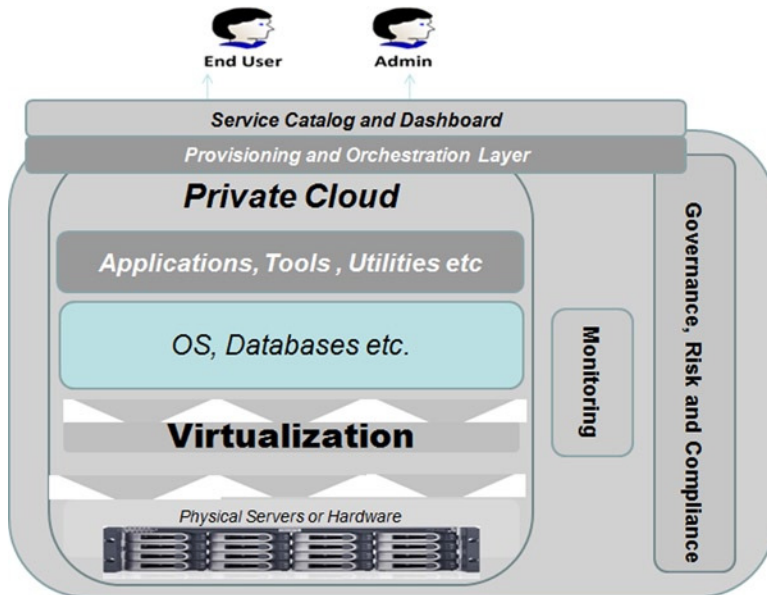 End User
Admin
Service Catalog and Dashboard
Provisioning and Orchestration Layer
Private Cloud
Applications, Tools , Utilities etc
OS, Databases etc.
Virtualization
Physical Servers or Hardware
Monitoring
Governance, Risk and Compliance